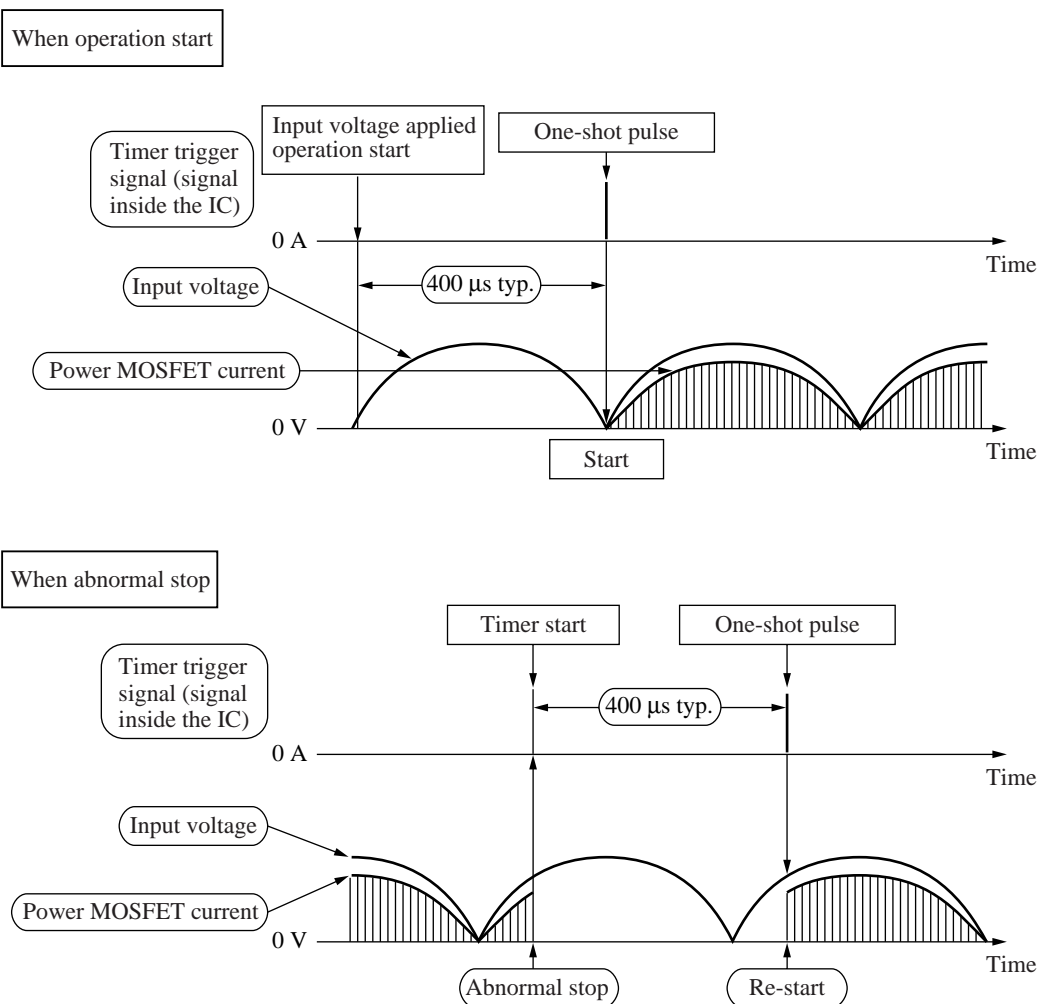 When operation start
Input voltage applied
operation start
One-shot pulse
Timer trigger
signal (signal
inside the IC)
0 A
Time
Input voltage
400 μs typ.
Power MOSFET current
0 V
Time
Start
When abnormal stop
Timer start
One-shot pulse
Timer trigger
signal (signal
inside the IC)
400 μs typ.
0 A
Time
Input voltage
Power MOSFET current
0 V
Time
Abnormal stop
Re-start